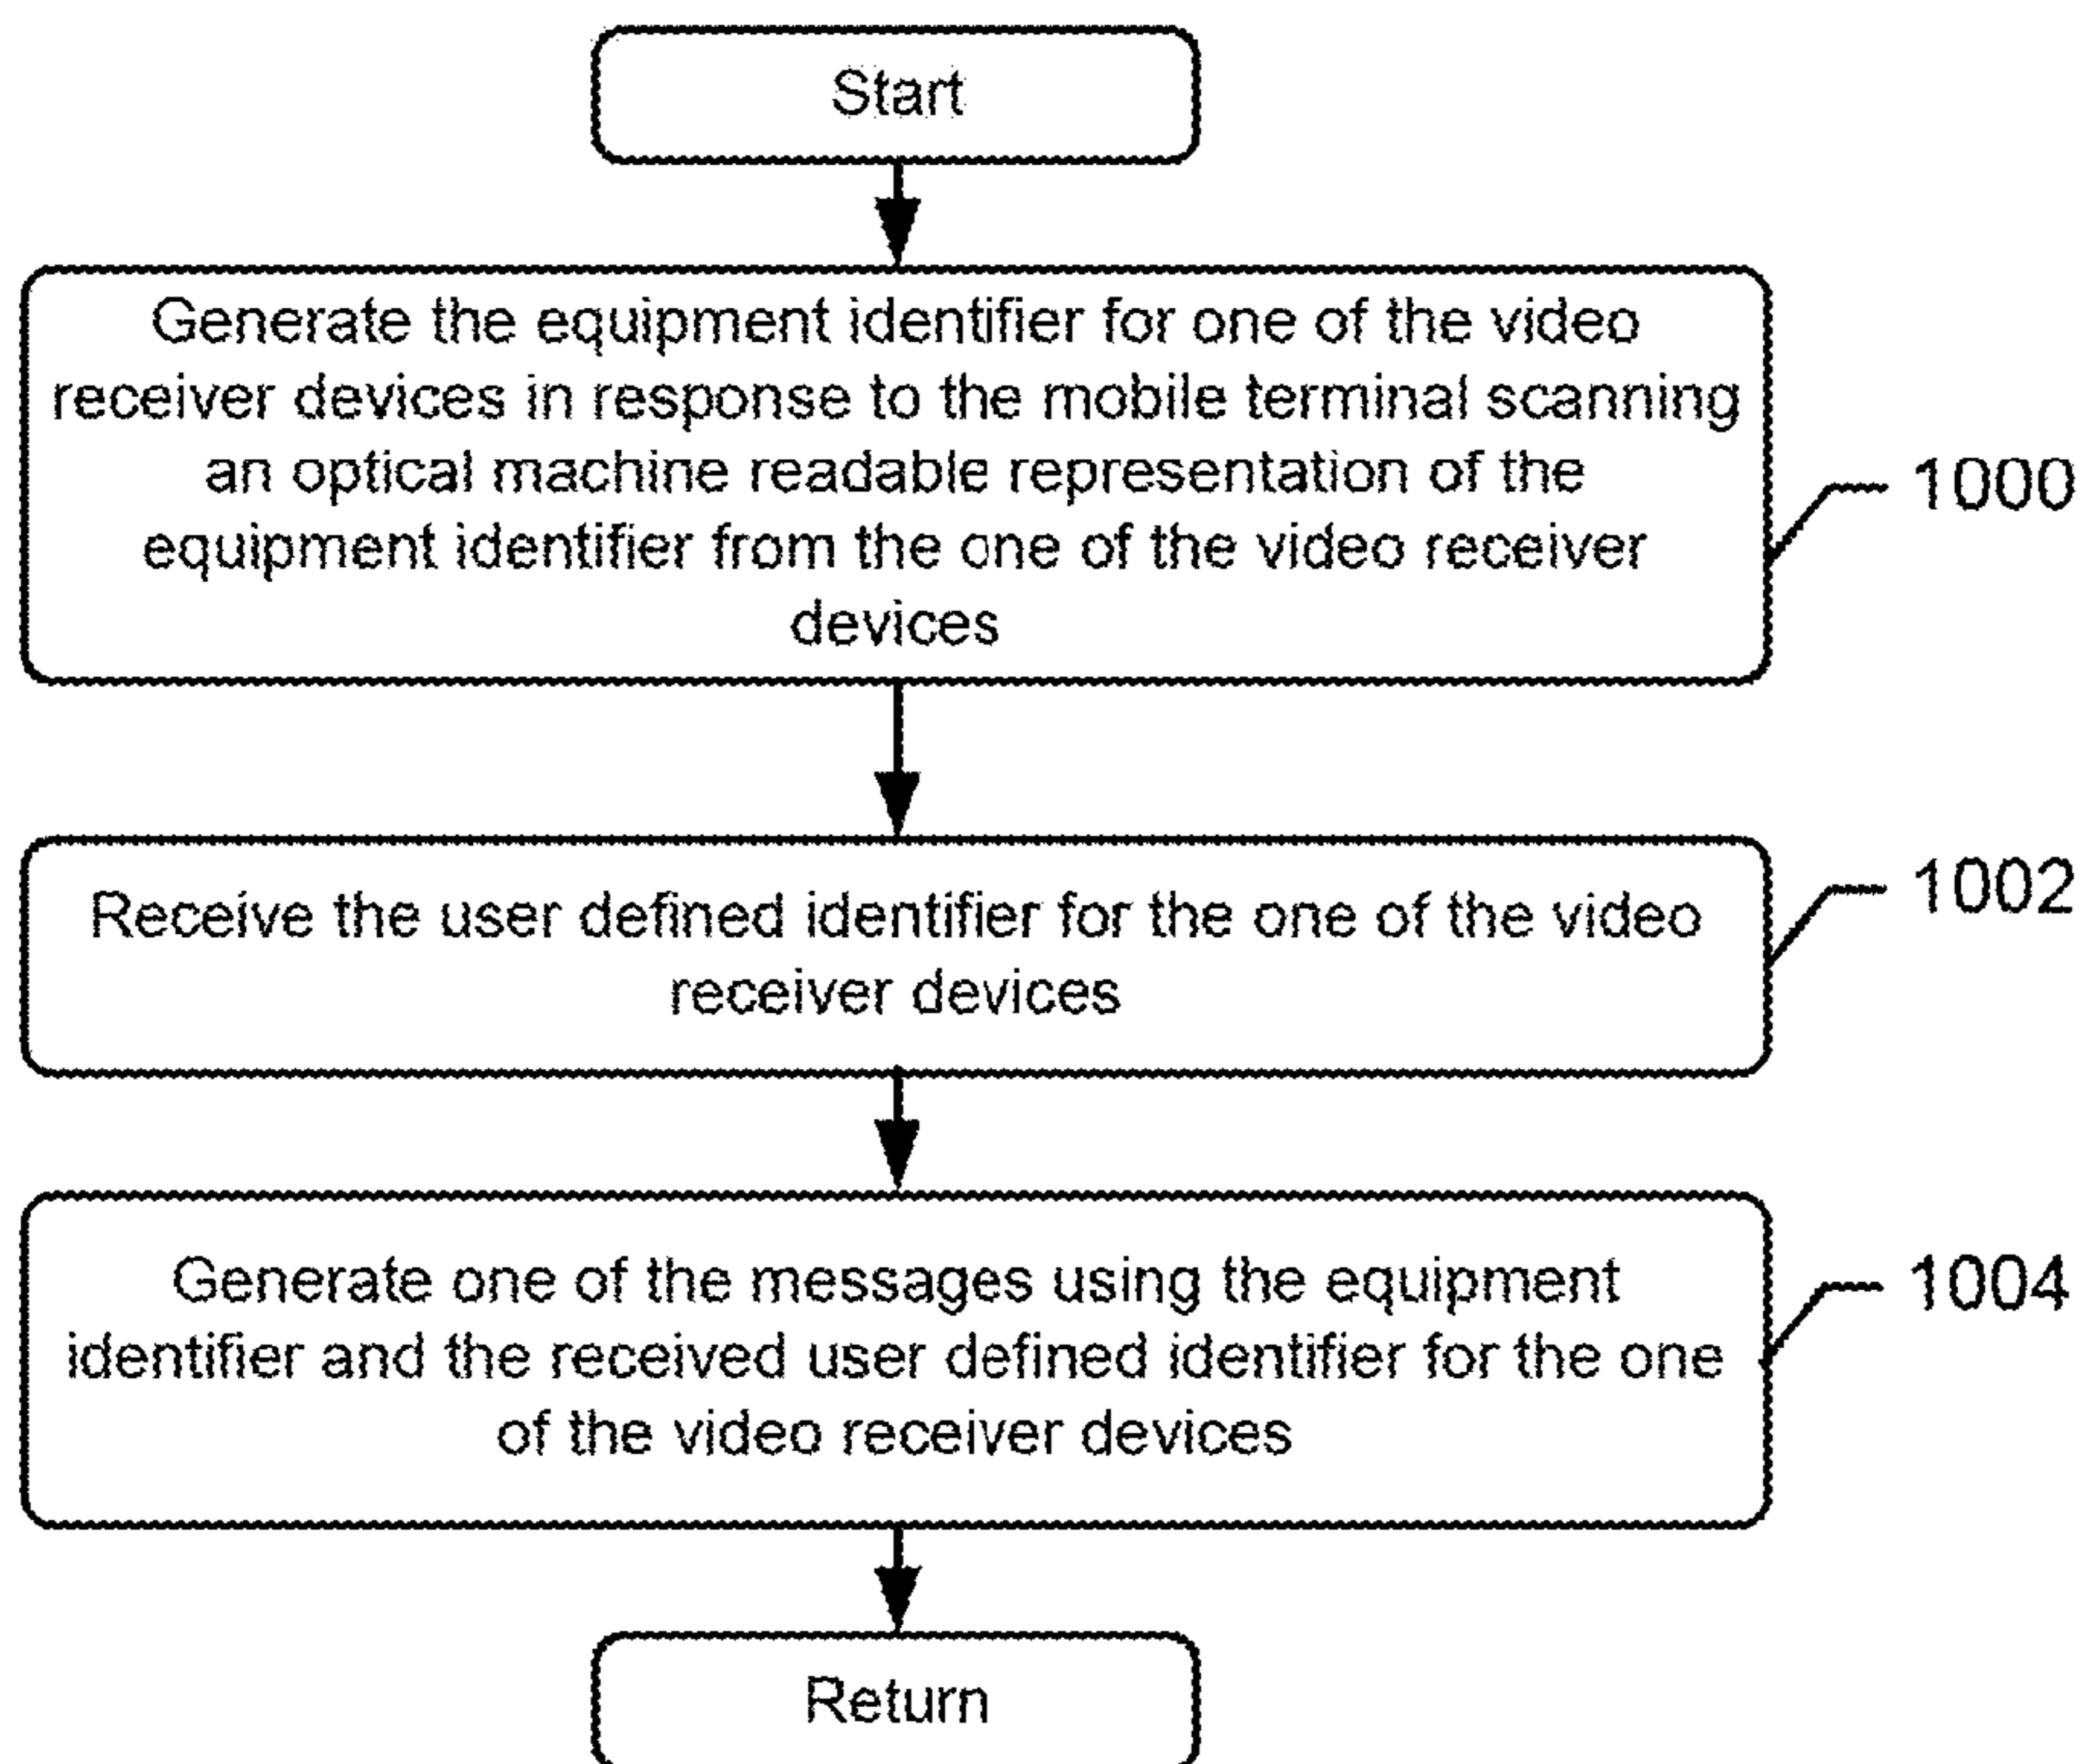 Start
Generate the equipment identifier for one of the video
receiver devices in response to the mobile terminal scanning
an optical machine readable representation of the
equipment identifier from the one of the video receiver
devices
1000
Receive the user defined identifier for the one of the video
receiver devices
1002
Generate one of the messages using the equipment
identifier and the received user defined identifier for the one
of the video receiver devices
1004
Return